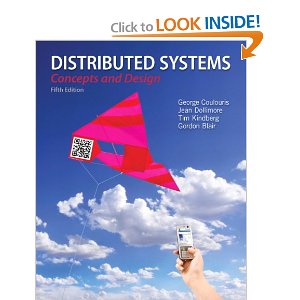 Click to LOOK INSIDE!
DISTRIBUTED SYSTEMS
Concepts and Design
Fifth Edition
George Coulouris
Jean Dollimore
Tim Kindberg
Gordon Blair